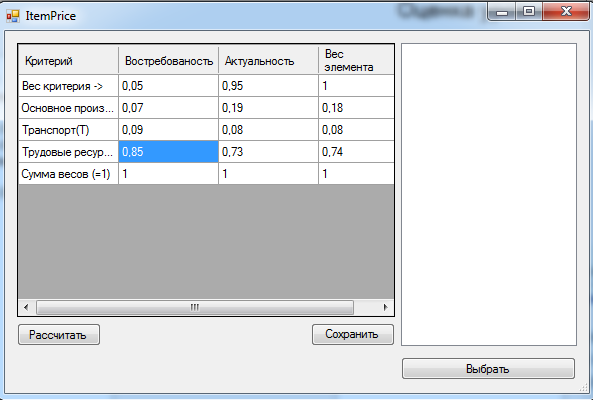 Оценка
ItemPrice
Критерий Востребованость Актуальность Вес элемента
Вес критерия -> 0,05 0,95 1
Основное произ... 0,07 0,19 0,18
Транспорт(Т) 0,09 0,08 0,08
Трудовые ресур... 0,85 0,73 0,74
Сумма весов (=1) 1 1 1
Рассчитать Сохранить
Выбрать